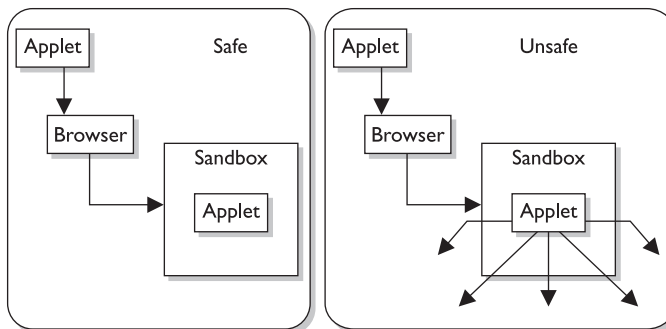 Applet
Safe
Browser
Sandbox
Applet
Applet
Unsafe
Browser
Sandbox
Applet